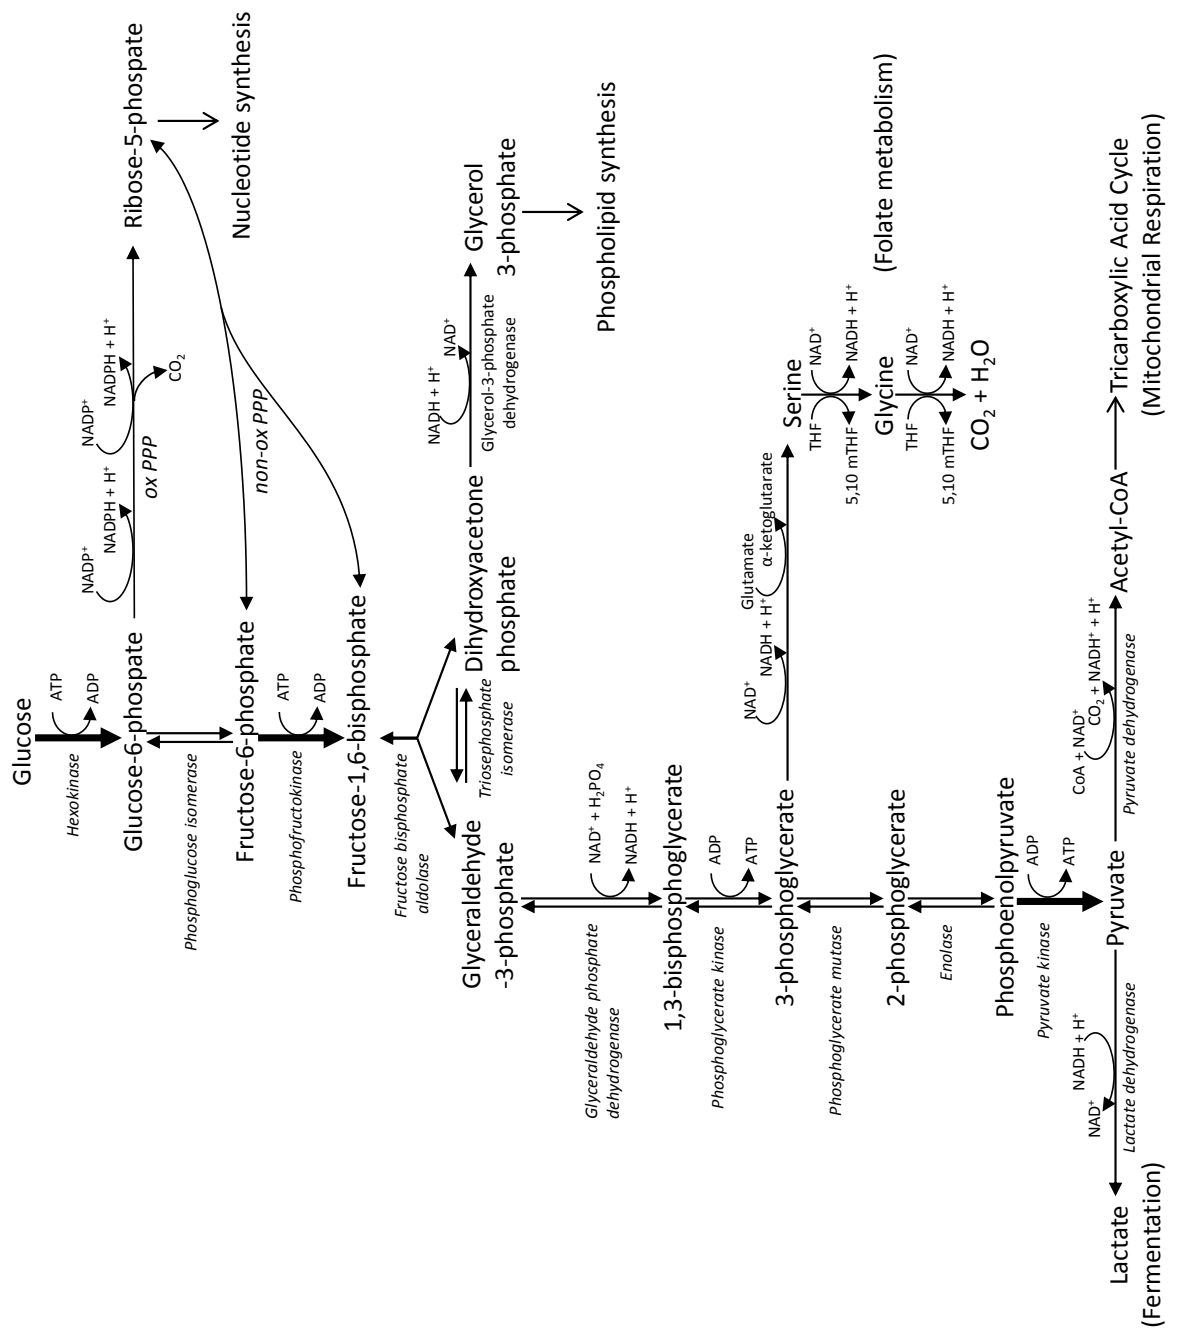 Glucose
ATP
ADP
Hexokinase
Glucose-6-phospate
NADP⁺
NADPH + H⁺
NADP⁺
NADPH + H⁺
CO₂
ox PPP
Ribose-5-phospate
Nucleotide synthesis
Phosphoglucose isomerase
Fructose-6-phosphate
non-ox PPP
ATP
ADP
Phosphofructokinase
Fructose-1,6-bisphosphate
Fructose bisphosphate
aldolase
Glyceraldehyde
-3-phosphate
Triosephosphate
isomerase
Dihydroxyacetone
phosphate
NADH + H⁺
NAD⁺
Glycerol-3-phosphate
dehydrogenase
Glycerol
3-phosphate
Phospholipid synthesis
Glyceraldehyde phosphate
dehydrogenase
NAD⁺ + H₂PO₄
NADH + H⁺
1,3-bisphosphoglycerate
Phosphoglycerate kinase
ADP
ATP
3-phosphoglycerate
NAD⁺
NADH + H⁺
Glutamate
α-ketoglutarate
Serine
THF
NAD⁺
5,10 mTHF
NADH + H⁺
Glycine
(Folate metabolism)
THF
NAD⁺
5,10 mTHF
NADH + H⁺
CO₂ + H₂O
Phosphoglycerate mutase
2-phosphoglycerate
Enolase
Phosphoenolpyruvate
Pyruvate kinase
ADP
ATP
Pyruvate
NADH + H⁺
NAD⁺
Lactate dehydrogenase
Lactate
(Fermentation)
CoA + NAD⁺
CO₂ + NADH⁺ + H⁺
Pyruvate dehydrogenase
Acetyl-CoA
Tricarboxylic Acid Cycle
(Mitochondrial Respiration)